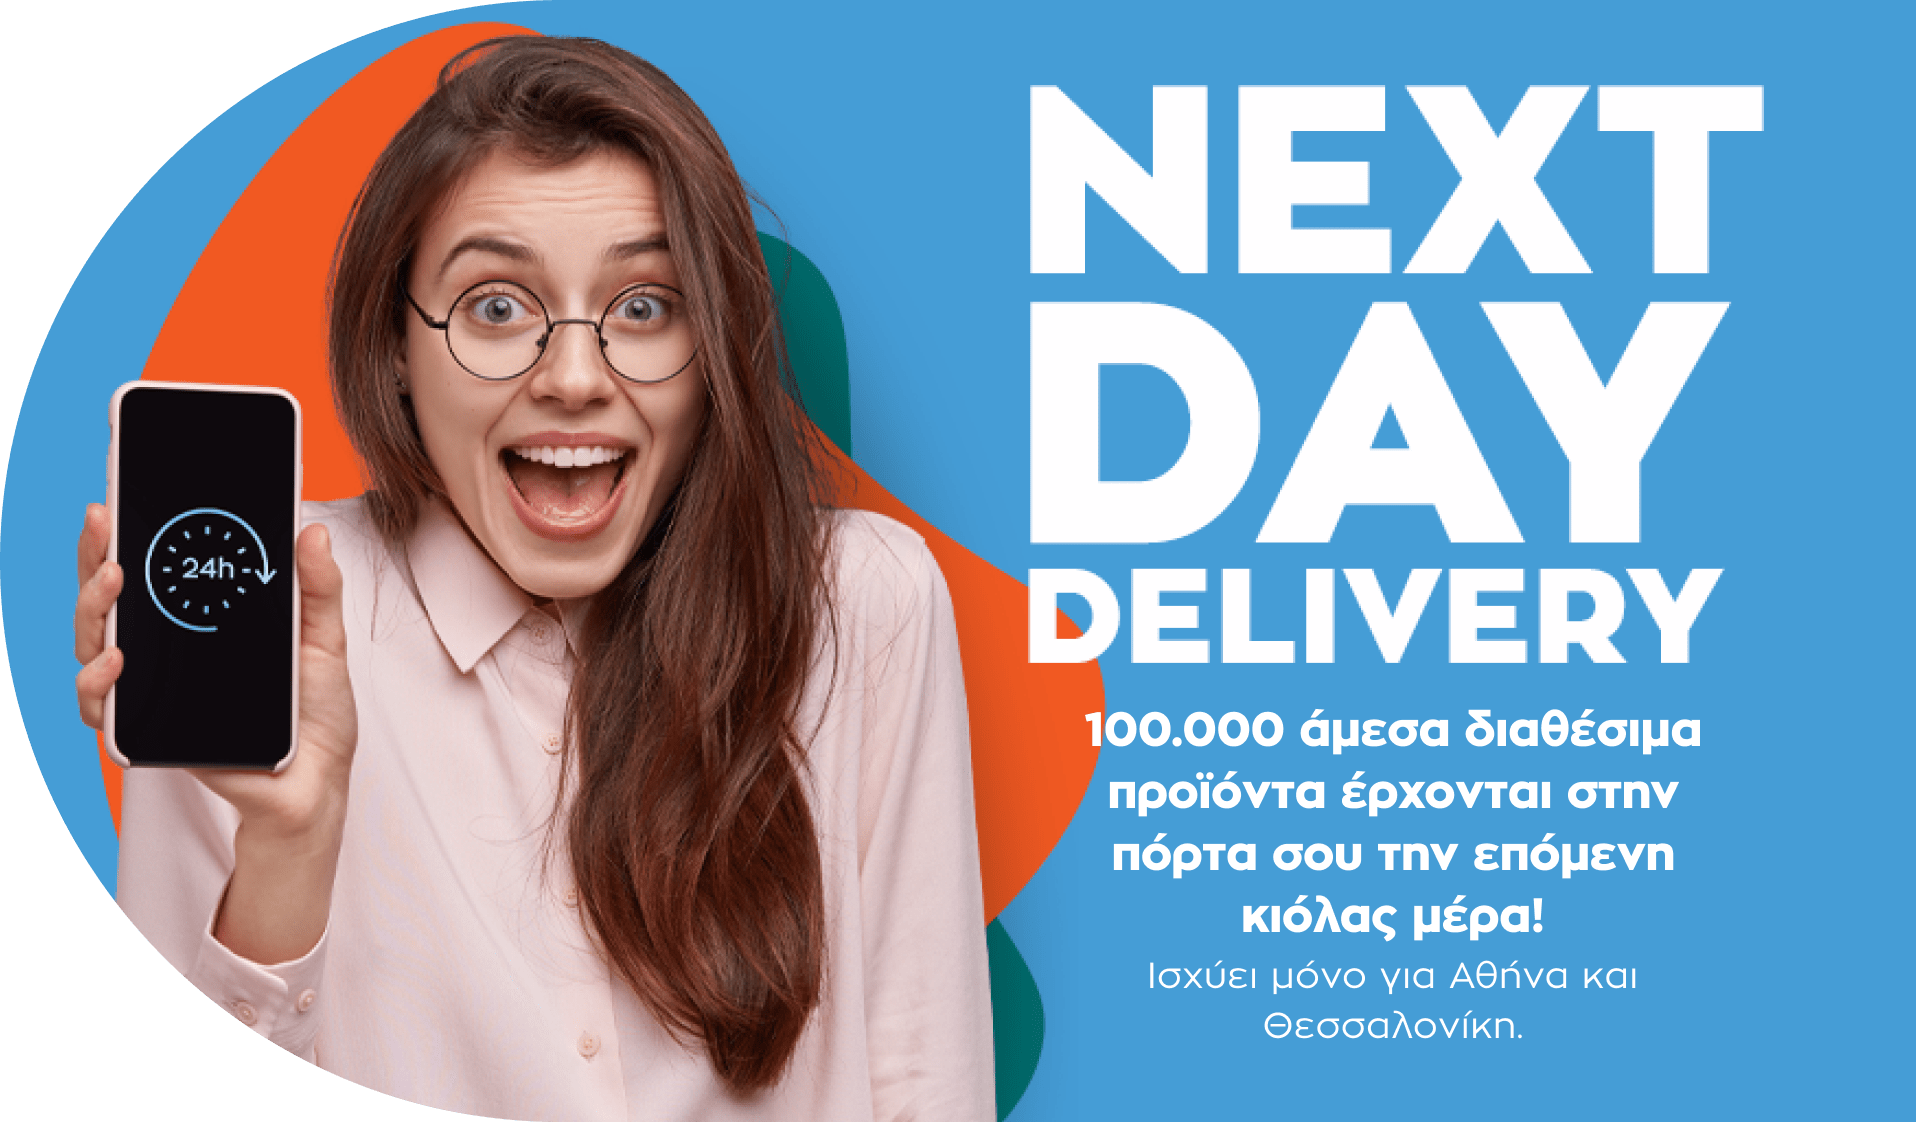 24h
NEXT
DAY
DELIVERY
100.000 άμεσα διαθέσιμα
προϊόντα έρχονται στην
πόρτα σου την επόμενη
κιόλας μέρα!
Ισχύει μόνο για Αθήνα και
Θεσσαλονίκη.